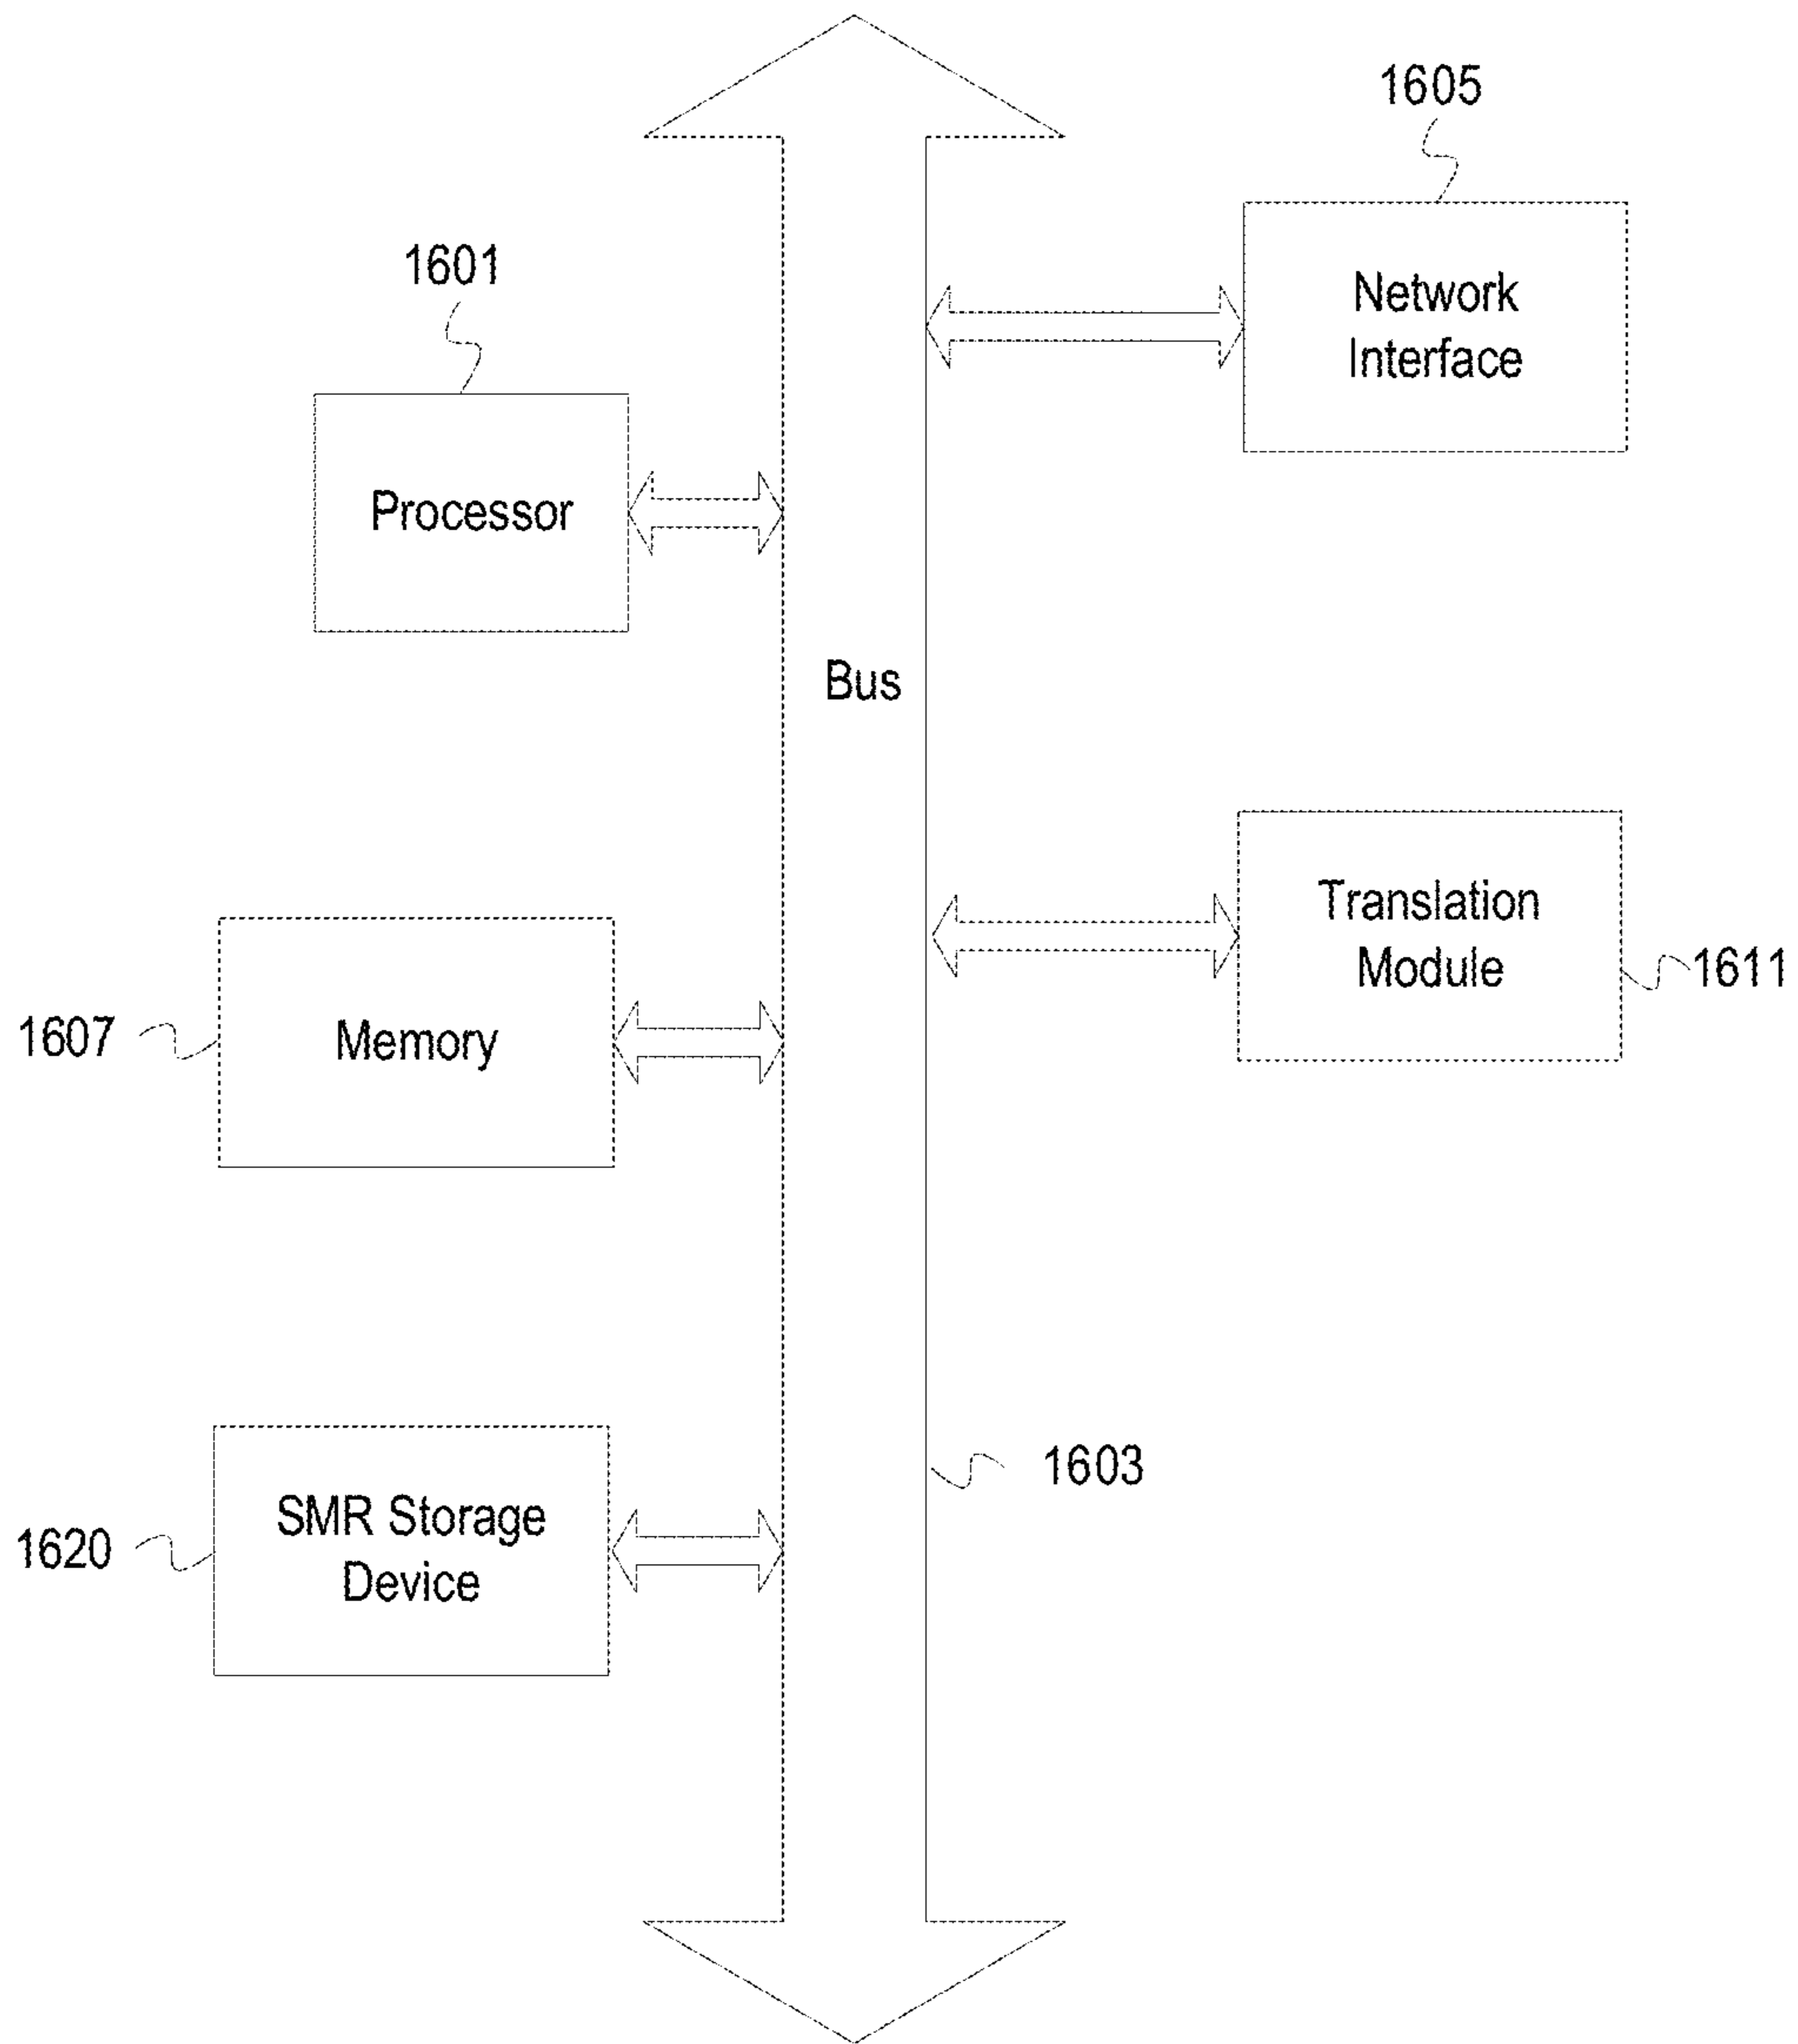 1605
Network
Interface
1601
Processor
Bus
Translation
Module
1611
1607
Memory
1603
SMR Storage
Device
1620